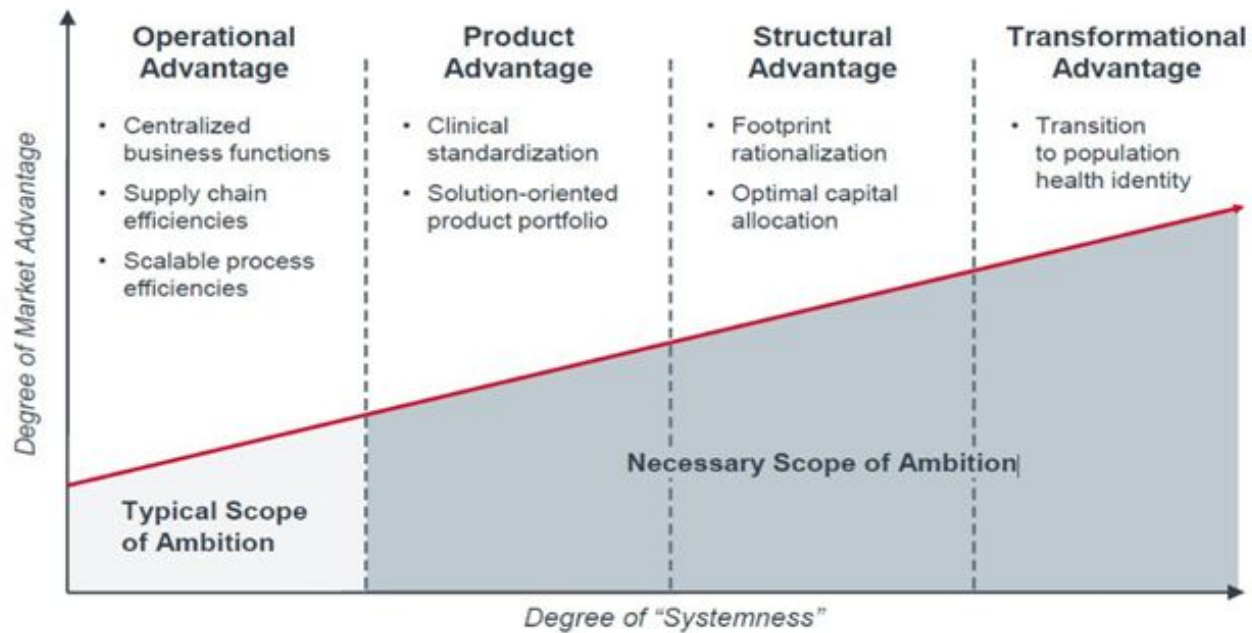 Operational
Advantage
• Centralized
business functions
• Supply chain
efficiencies
• Scalable process
efficiencies
Product
Advantage
• Clinical
standardization
• Solution-oriented
product portfolio
Structural
Advantage
• Footprint
rationalization
• Optimal capital
allocation
Transformational
Advantage
• Transition
to population
health identity
Degree of Market Advantage
Typical Scope
of Ambition
Necessary Scope of Ambition
Degree of “Systemness”